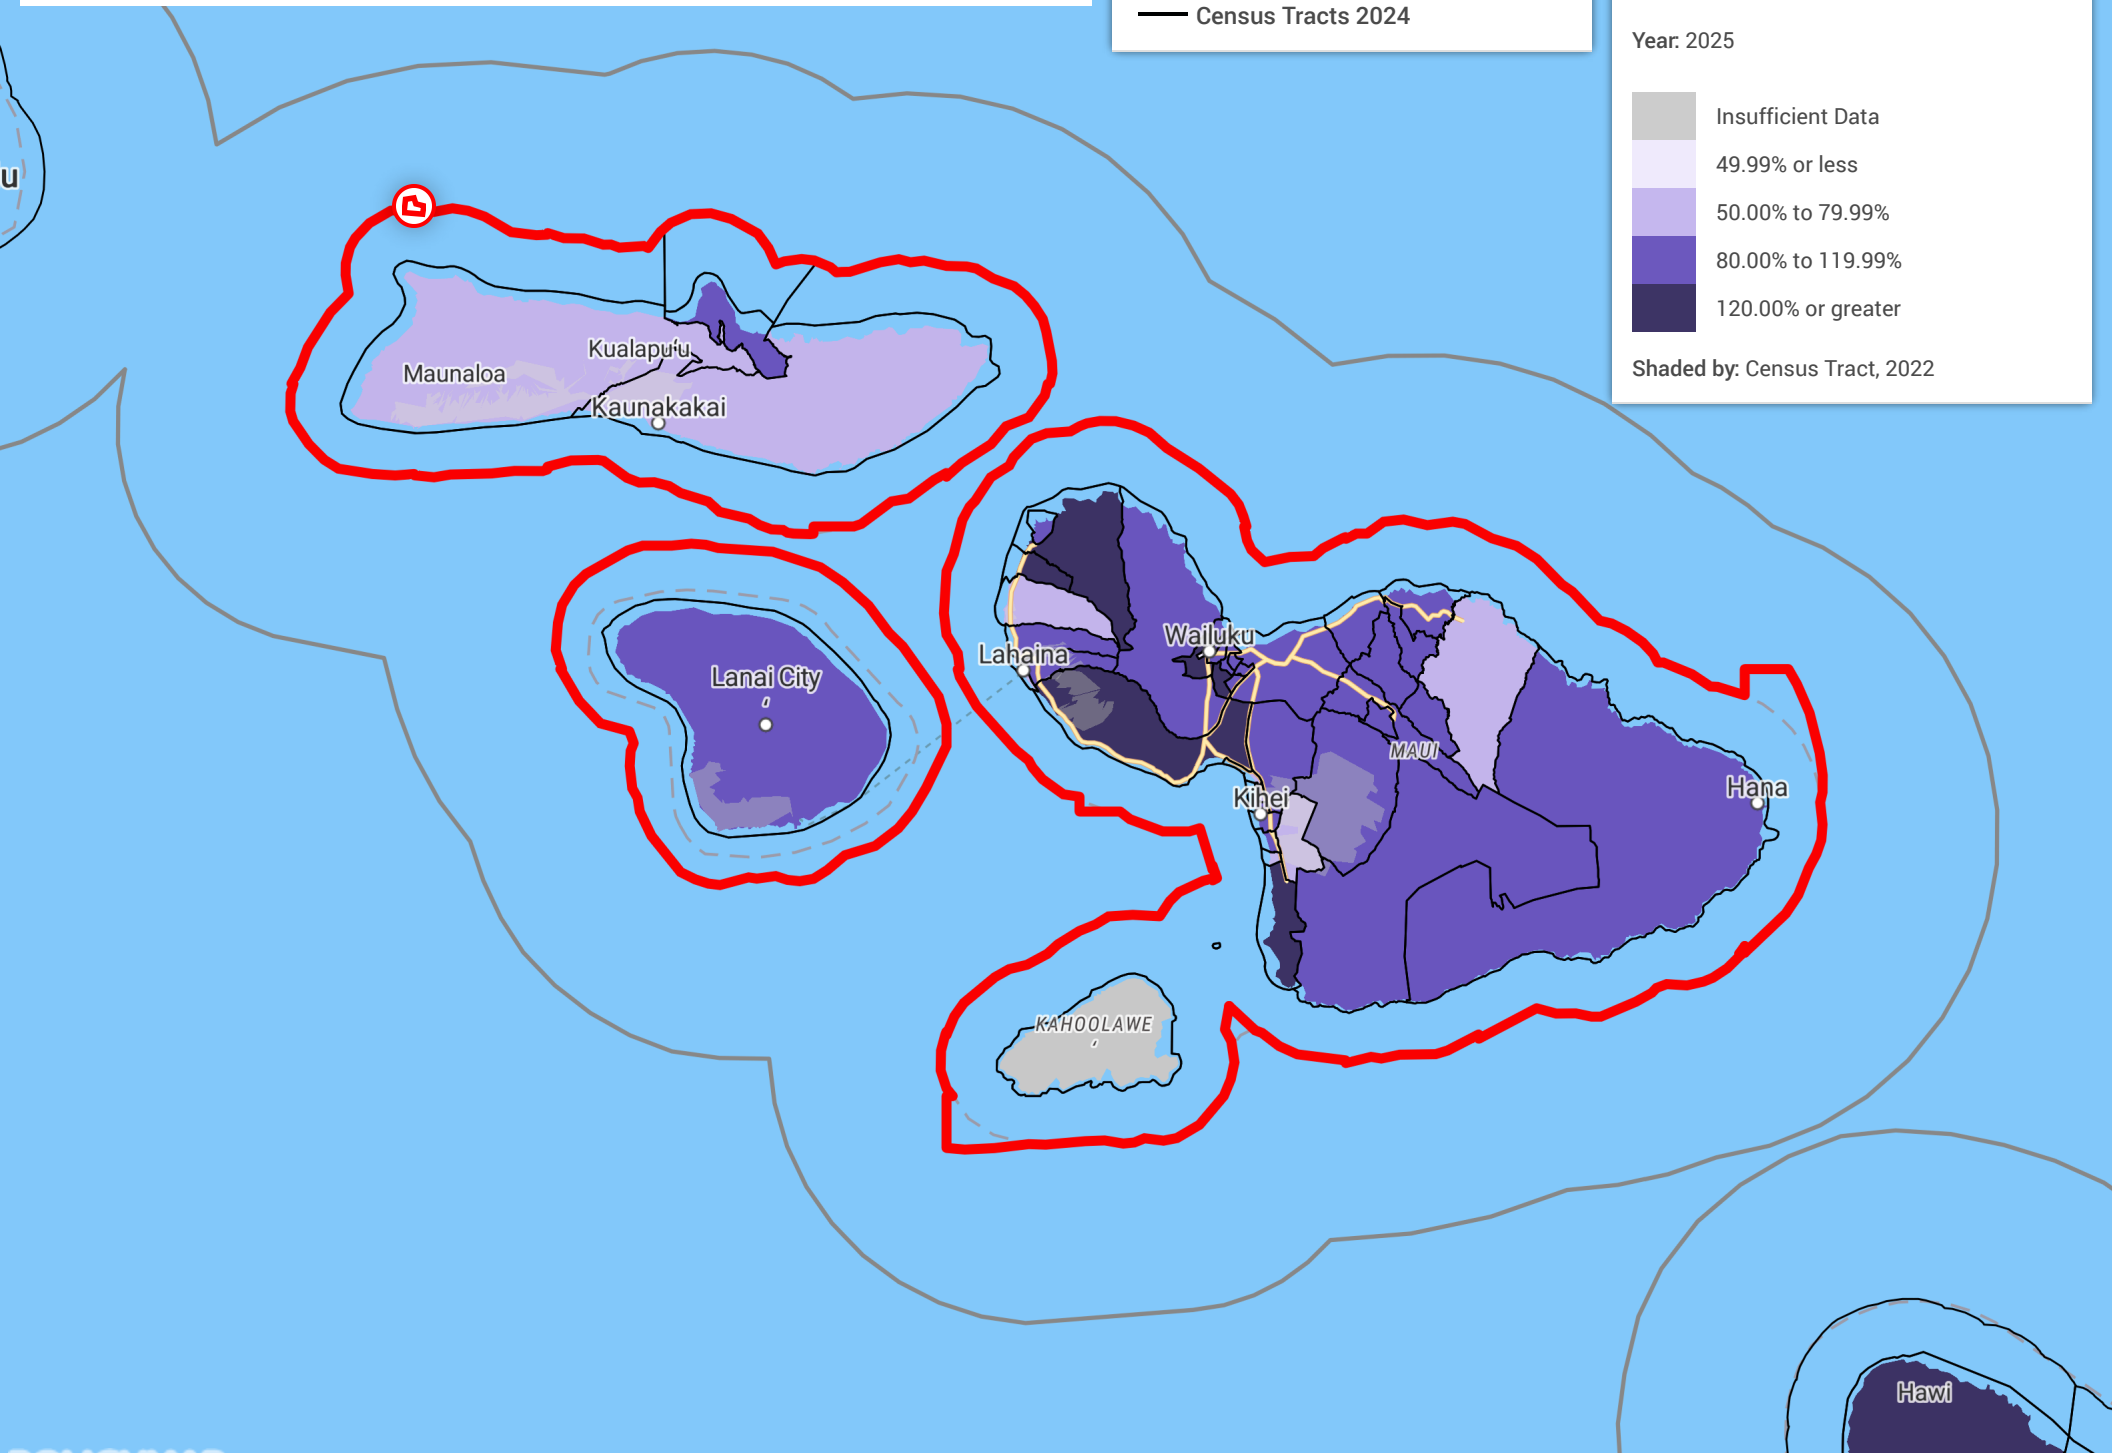 Census Tracts 2024
Year: 2025
Insufficient Data
49.99% or less
50.00% to 79.99%
80.00% to 119.99%
120.00% or greater
Shaded by: Census Tract, 2022
u
Kualapu‘u
Maunaloa
Kaunakakai
Wailuku
Lahaina
Lanai City
MAUI
Hana
Kihei
KAHOOLAWE
Hawi